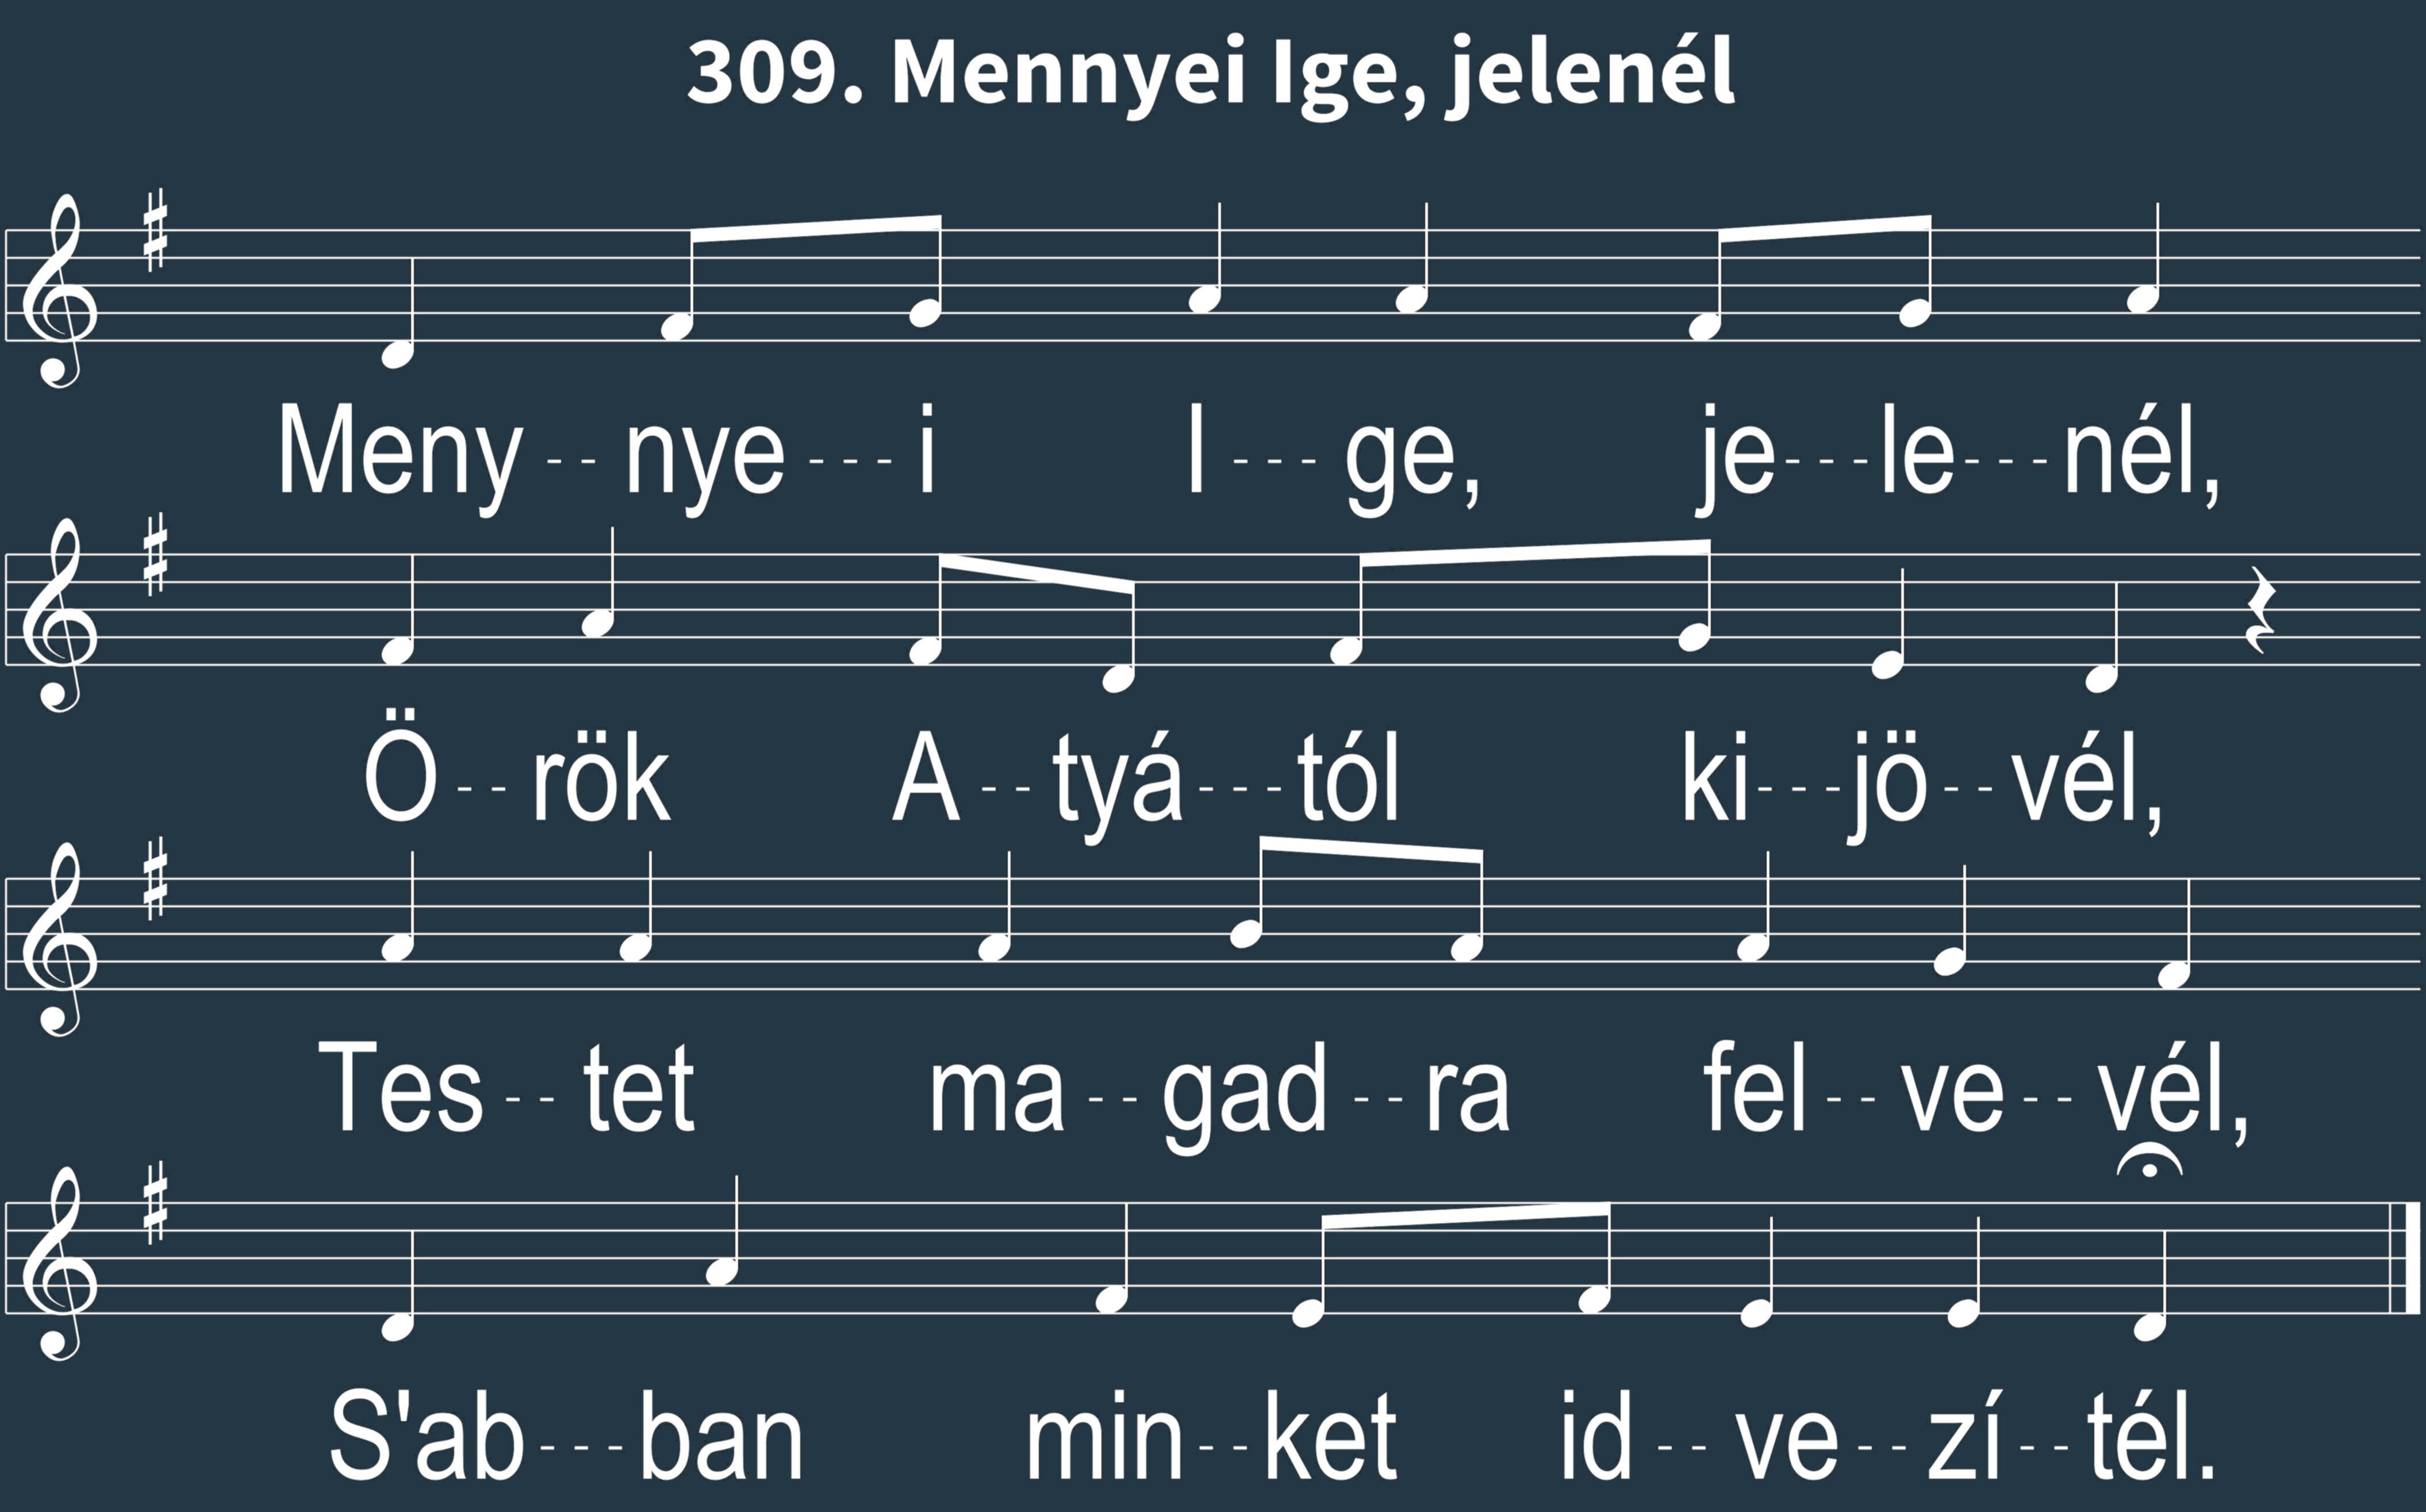 309. Mennyei Ige, jelenél
Meny--nye---i I---ge, je---le---nél,
Ö--rök A--tyá---tól ki---jö--vél,
Tes--tet ma--gad--ra fel--ve--vél,
S'ab---ban min--ket id--ve--zí--tél.